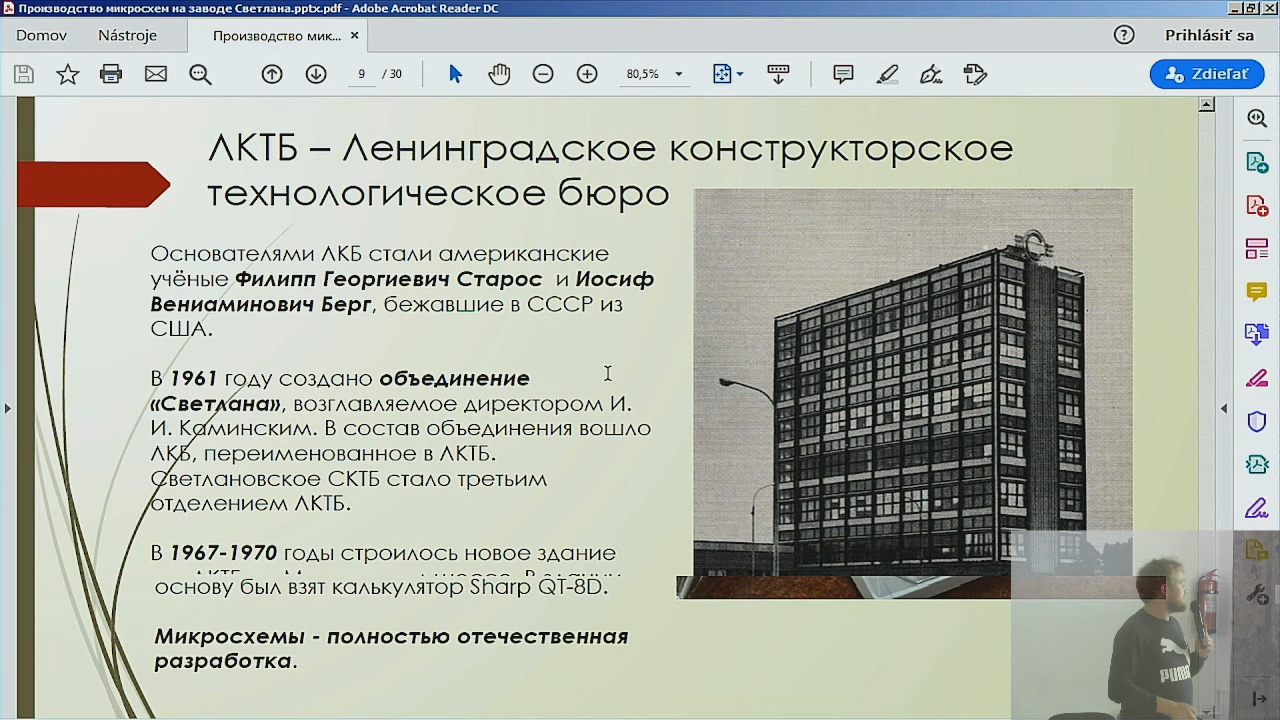 Производство микросхем на заводе Светлана.pptx.pdf - Adobe Acrobat Reader DC
Domov Nástroje Производство мик... Prihlásiť sa
9 / 30 80,5% Zdieľať
ЛКТБ – Ленинградское конструкторское
технологическое бюро
Основателями ЛКБ стали американские
учёные Филипп Георгиевич Старос и Иосиф
Вениаминович Берг, бежавшие в СССР из
США.
В 1961 году создано объединение
«Светлана», возглавляемое директором И.
И. Каминским. В состав объединения вошло
ЛКБ, переименованное в ЛКТБ.
Светлановское СКТБ стало третьим
отделением ЛКТБ.
В 1967-1970 годы строилось новое здание
основу был взят калькулятор Sharp QT-8D.
Микросхемы - полностью отечественная
разработка.
PUMA